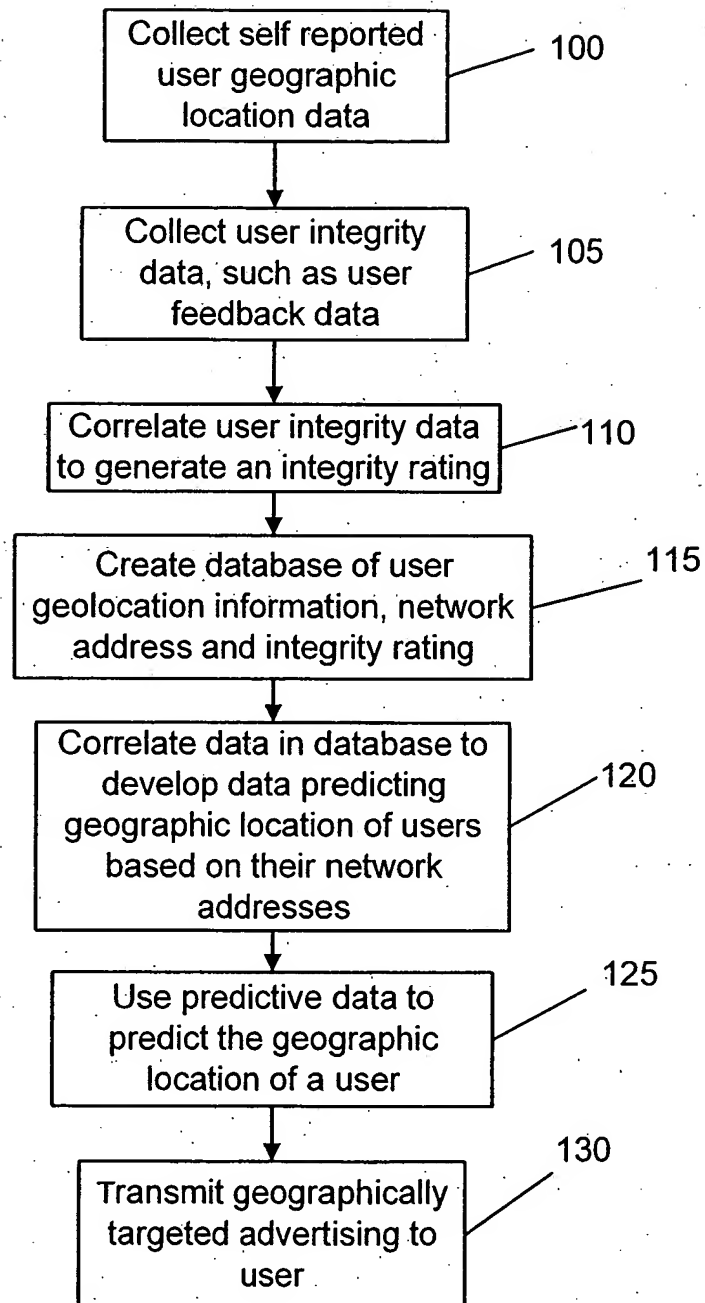 Collect self reported
user geographic
location data
100
Collect user integrity
data, such as user
feedback data
105
Correlate user integrity data
to generate an integrity rating
110
Create database of user
geolocation information, network
address and integrity rating
115
Correlate data in database to
develop data predicting
geographic location of users
based on their network
addresses
120
Use predictive data to
predict the geographic
location of a user
125
Transmit geographically
targeted advertising to
user
130